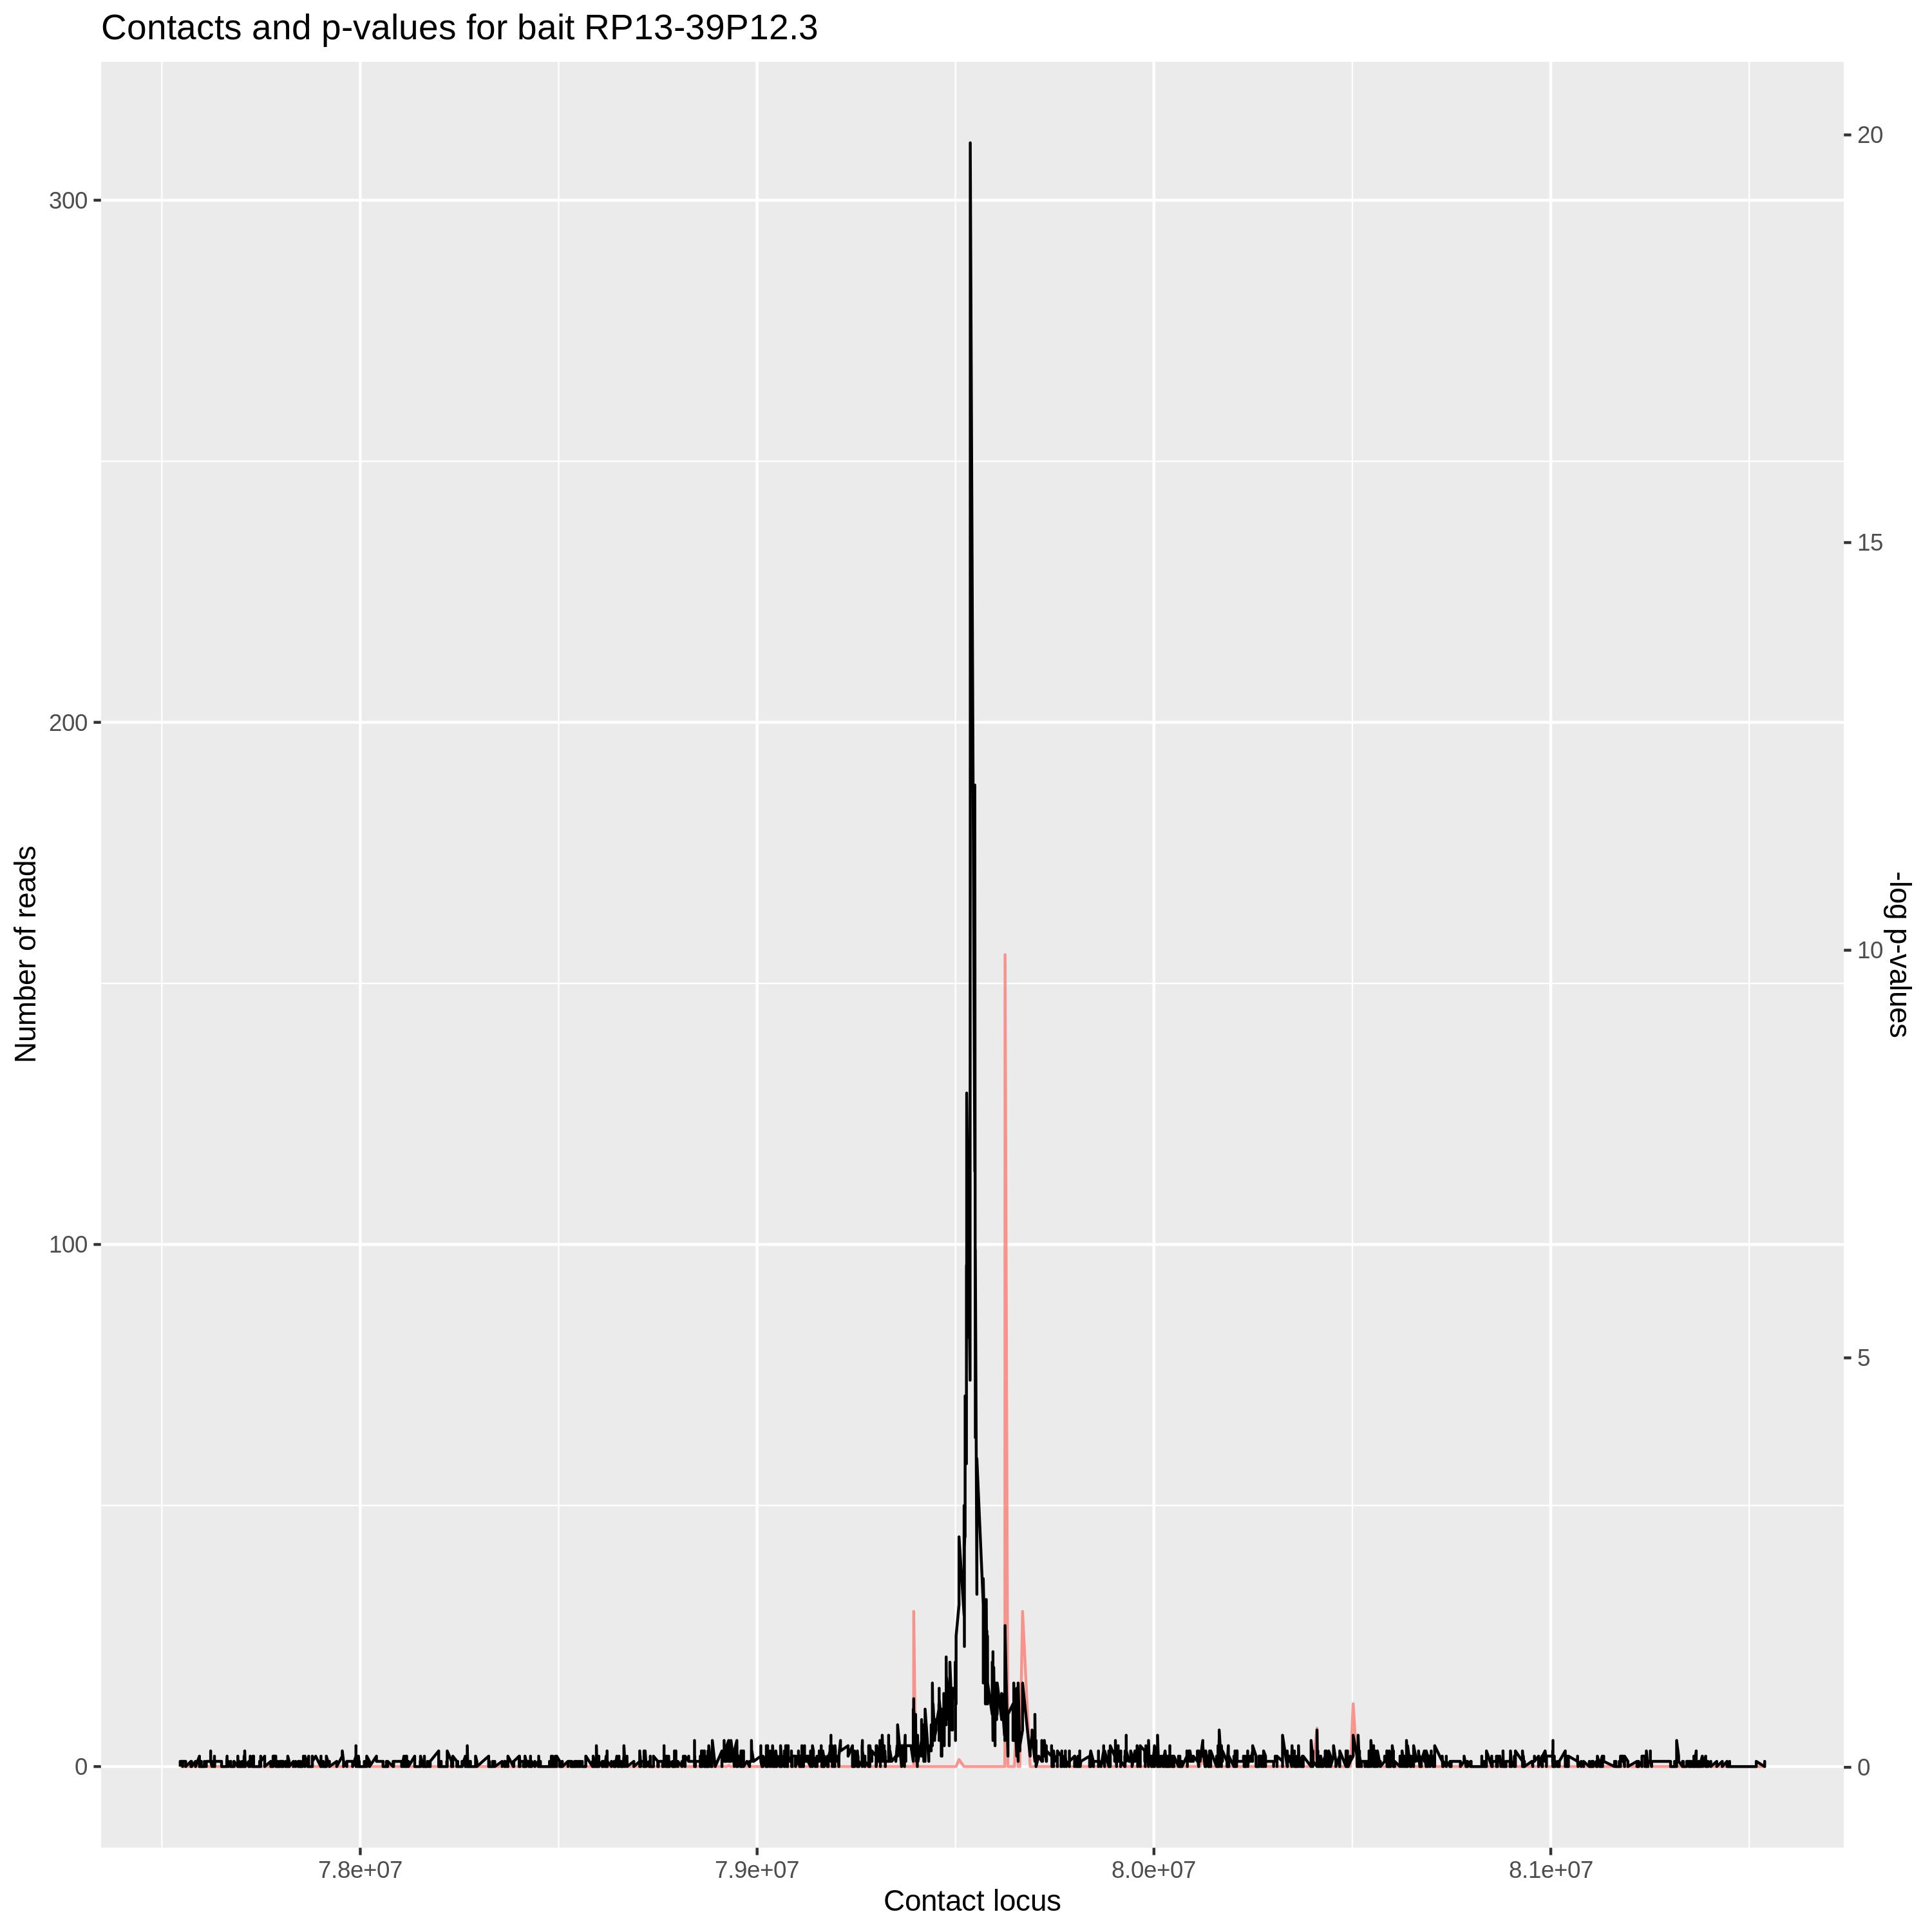 Contacts and p-values for bait RP13-39P12.3
300
200
100
0
Number of reads
20
15
10
5
0
-log p-values
7.8e+07
7.9e+07
8.0e+07
8.1e+07
Contact locus